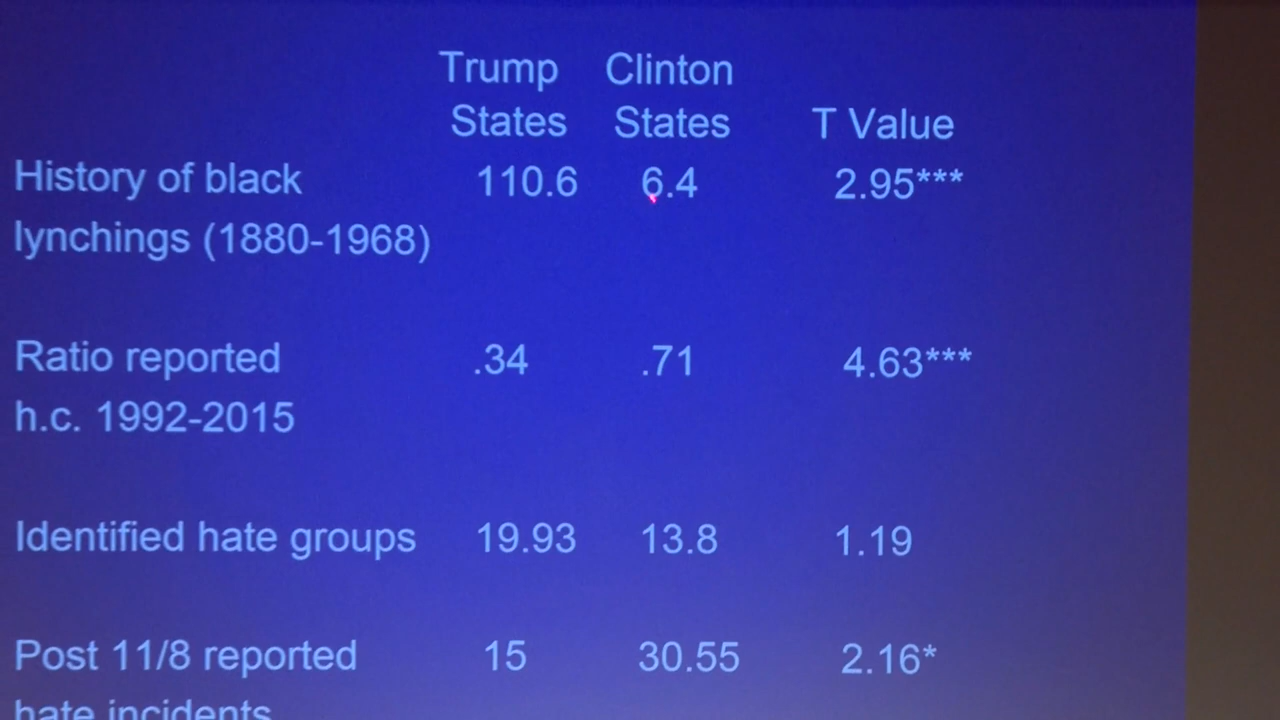 Trump Clinton
States States T Value
History of black 110.6 6.4 2.95***
lynchings (1880-1968)
Ratio reported .34 .71 4.63***
h.c. 1992-2015
Identified hate groups 19.93 13.8 1.19
Post 11/8 reported 15 30.55 2.16*
hate incidents